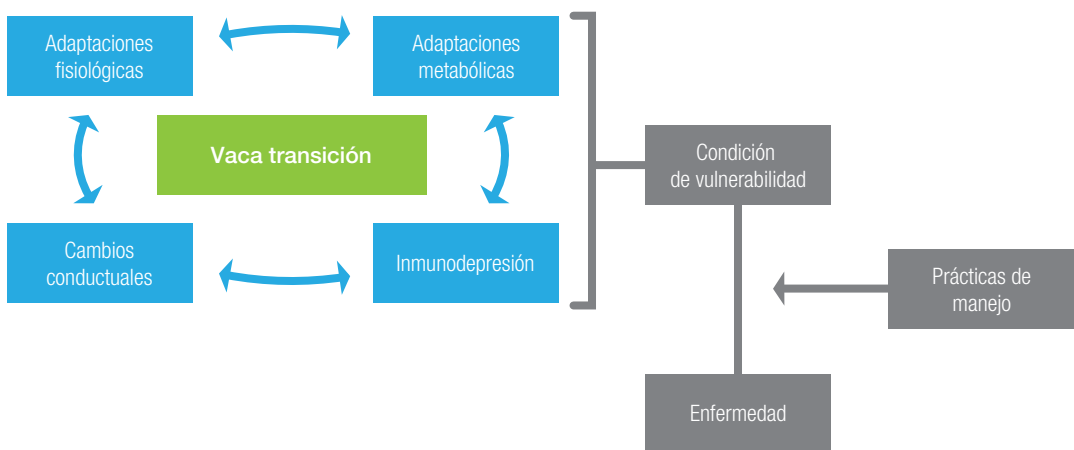 Adaptaciones
fisiológicas
Adaptaciones
metabólicas
Vaca transición
Condición
de vulnerabilidad
Cambios
conductuales
Inmunodepresión
Prácticas de
manejo
Enfermedad